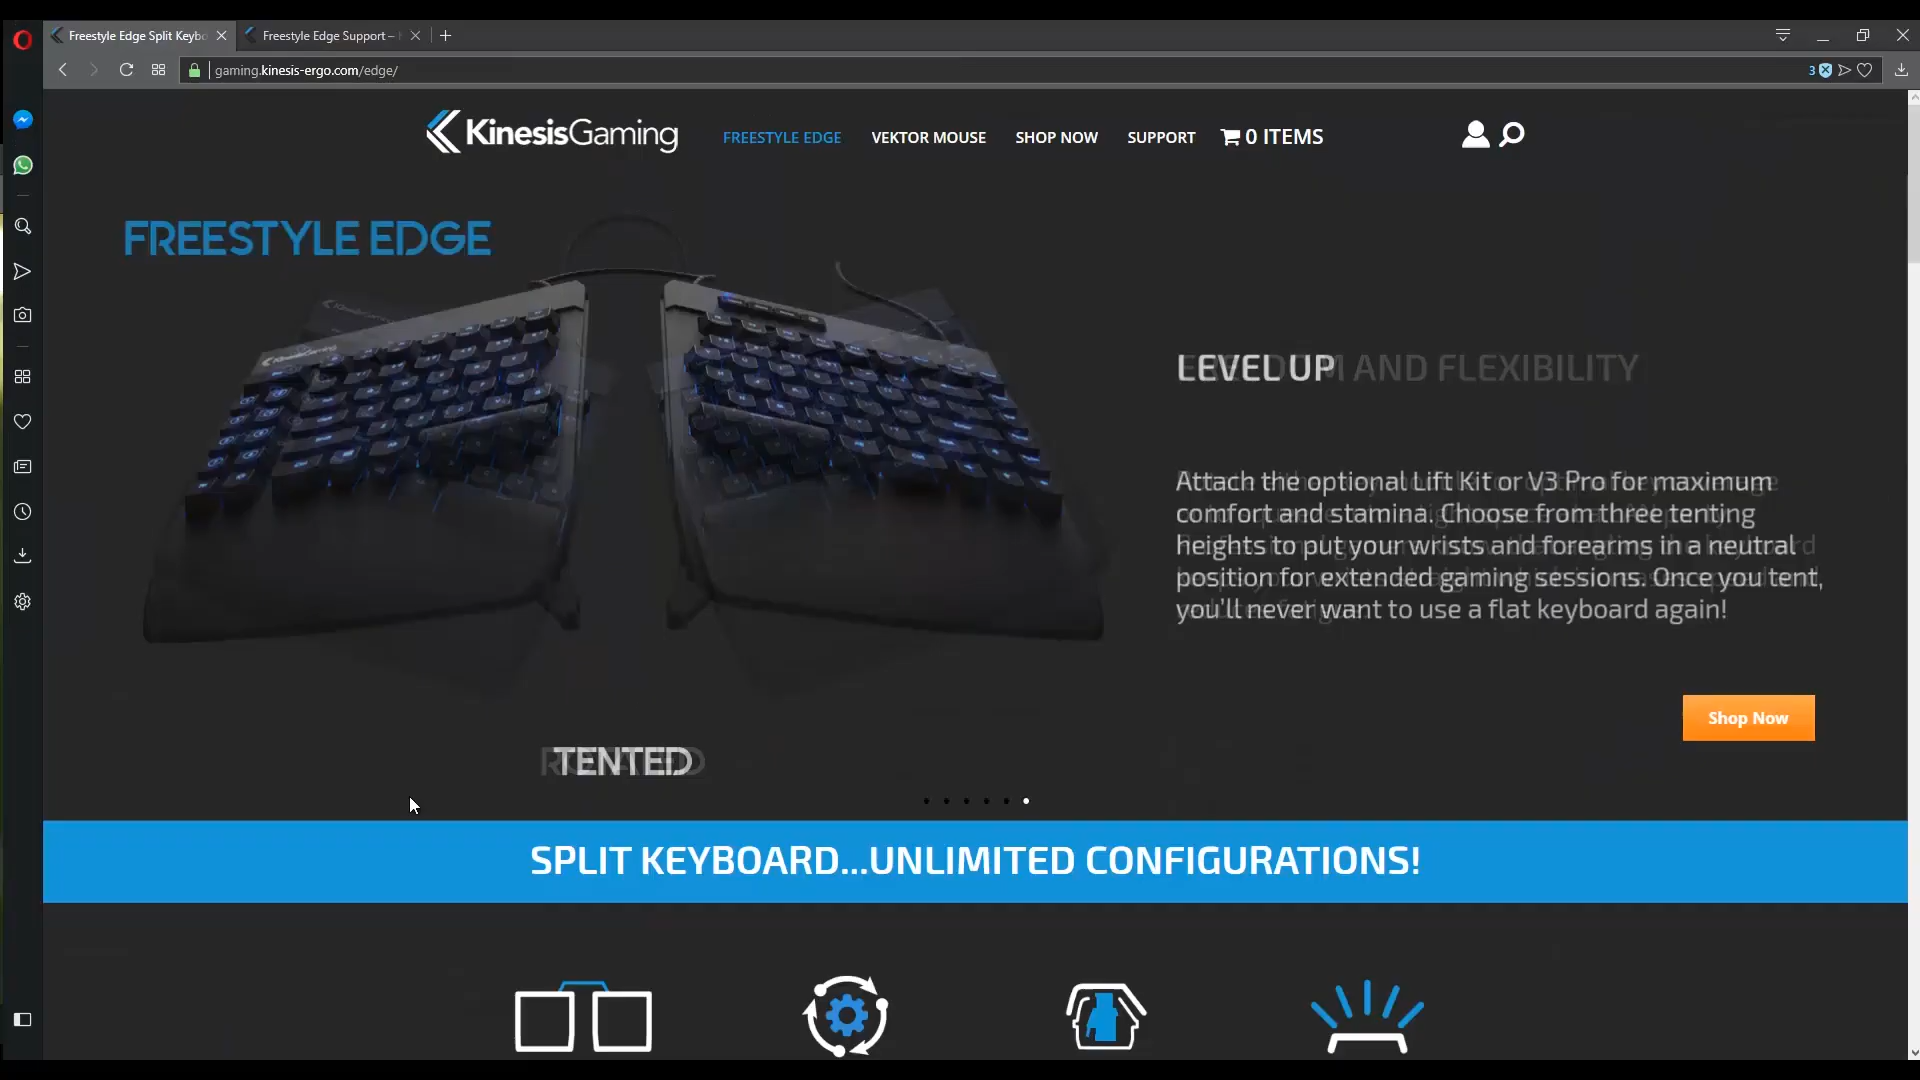 Freestyle Edge Split Keybo
Freestyle Edge Support –
gaming.kinesis-ergo.com/edge/
3
KinesisGaming
FREESTYLE EDGE
VEKTOR MOUSE
SHOP NOW
SUPPORT
0 ITEMS
FREESTYLE EDGE
LEVEL UP
AND FLEXIBILITY
Attach the optional Lift Kit or V3 Pro for maximum
comfort and stamina. Choose from three tenting
heights to put your wrists and forearms in a neutral
position for extended gaming sessions. Once you tent,
you'll never want to use a flat keyboard again!
Shop Now
TENTED
SPLIT KEYBOARD...UNLIMITED CONFIGURATIONS!